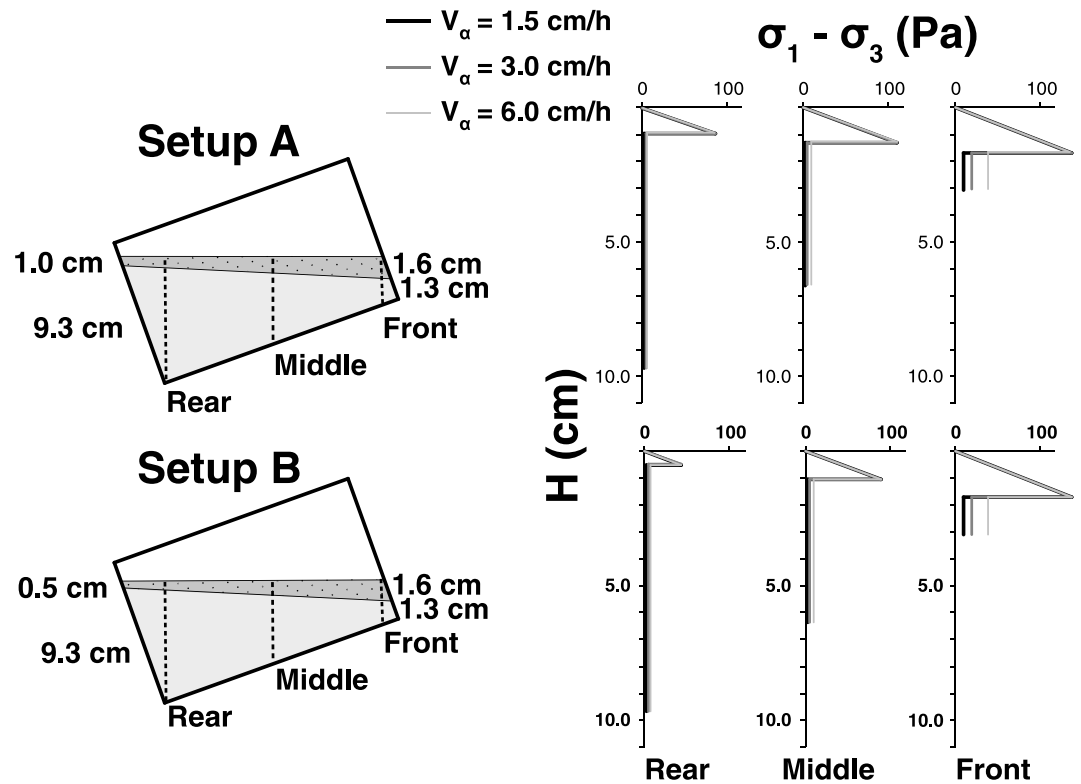 V_α = 1.5 cm/h
V_α = 3.0 cm/h
V_α = 6.0 cm/h
σ₁ - σ₃ (Pa)
Setup A
1.0 cm
9.3 cm
1.6 cm
1.3 cm
Front
Middle
Rear
Setup B
0.5 cm
9.3 cm
1.6 cm
1.3 cm
Front
Middle
Rear
H (cm)
0 100
5.0
10.0
0 100
5.0
10.0
0 100
5.0
10.0
0 100
5.0
10.0
Rear
0 100
5.0
10.0
Middle
0 100
5.0
10.0
Front